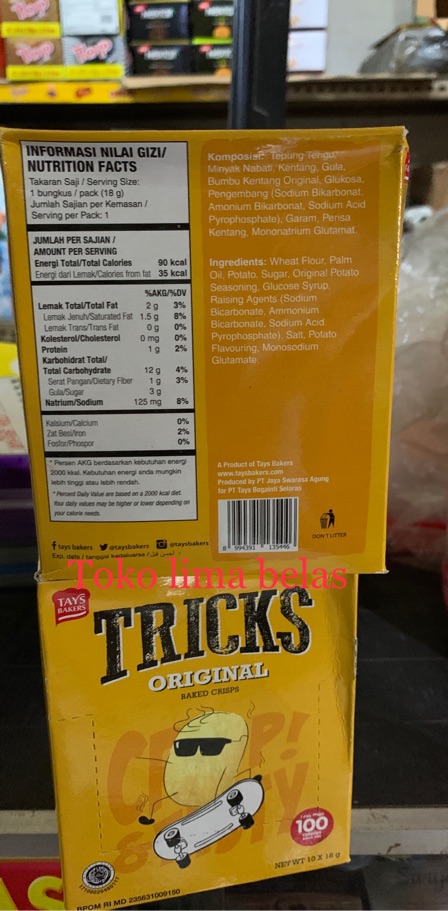 INFORMASI NILAI GIZI/
NUTRITION FACTS
Takaran Saji / Serving Size:
1 bungkus / pack (18 g)
Jumlah Sajian per Kemasan /
Serving per Pack: 1
JUMLAH PER SAJIAN /
AMOUNT PER SERVING
Energi Total/Total Calories 90 kcal
Energi dari Lemak/Calories from fat 35 kcal
%AKG/%DV
Lemak Total/Total Fat 2 g 3%
Lemak Jenuh/Saturated Fat 1.5 g 8%
Lemak Trans/Trans Fat 0 g 0%
Kolesterol/Cholesterol 0 mg 0%
Protein 1 g 2%
Karbohidrat Total/
Total Carbohydrate 12 g 4%
Serat Pangan/Dietary Fiber 1 g 3%
Gula/Sugar 3 g
Natrium/Sodium 125 mg 8%
Kalsium/Calcium 0%
Zat Besi/Iron 2%
Fosfor/Phospor 0%
* Persen AKG berdasarkan kebutuhan energi
2000 kkal. Kebutuhan energi anda mungkin
lebih tinggi atau lebih rendah.
* Percent Daily Value are based on a 2000 kcal diet.
Your daily values may be higher or lower depending on
your calorie needs.
f tays bakers @taysbakers @taysbakers
Exp. date / tanggal kedaluarsa /
Komposisi: Tepung Terigu,
Minyak Nabati, Kentang, Gula,
Bumbu Kentang Original, Glukosa,
Pengembang (Sodium Bikarbonat,
Amonium Bikarbonat, Sodium Acid
Pyrophosphate), Garam, Perisa
Kentang, Mononatrium Glutamat.
Ingredients: Wheat Flour, Palm
Oil, Potato, Sugar, Original Potato
Seasoning, Glucose Syrup,
Raising Agents (Sodium
Bicarbonate, Ammonium
Bicarbonate, Sodium Acid
Pyrophosphate), Salt, Potato
Flavouring, Monosodium
Glutamate.
A Product of Tays Bakers
www.taysbakers.com
Produced by PT Jaya Swarasa Agung
for PT Tays Bogainti Selaras
8 994391 135446
DON'T LITTER
Toko lima belas
TAYS
BAKERS
TRICKS
ORIGINAL
BAKED CRISPS
100
NET WT 10 X 18 g
BPOM RI MD 235631009150